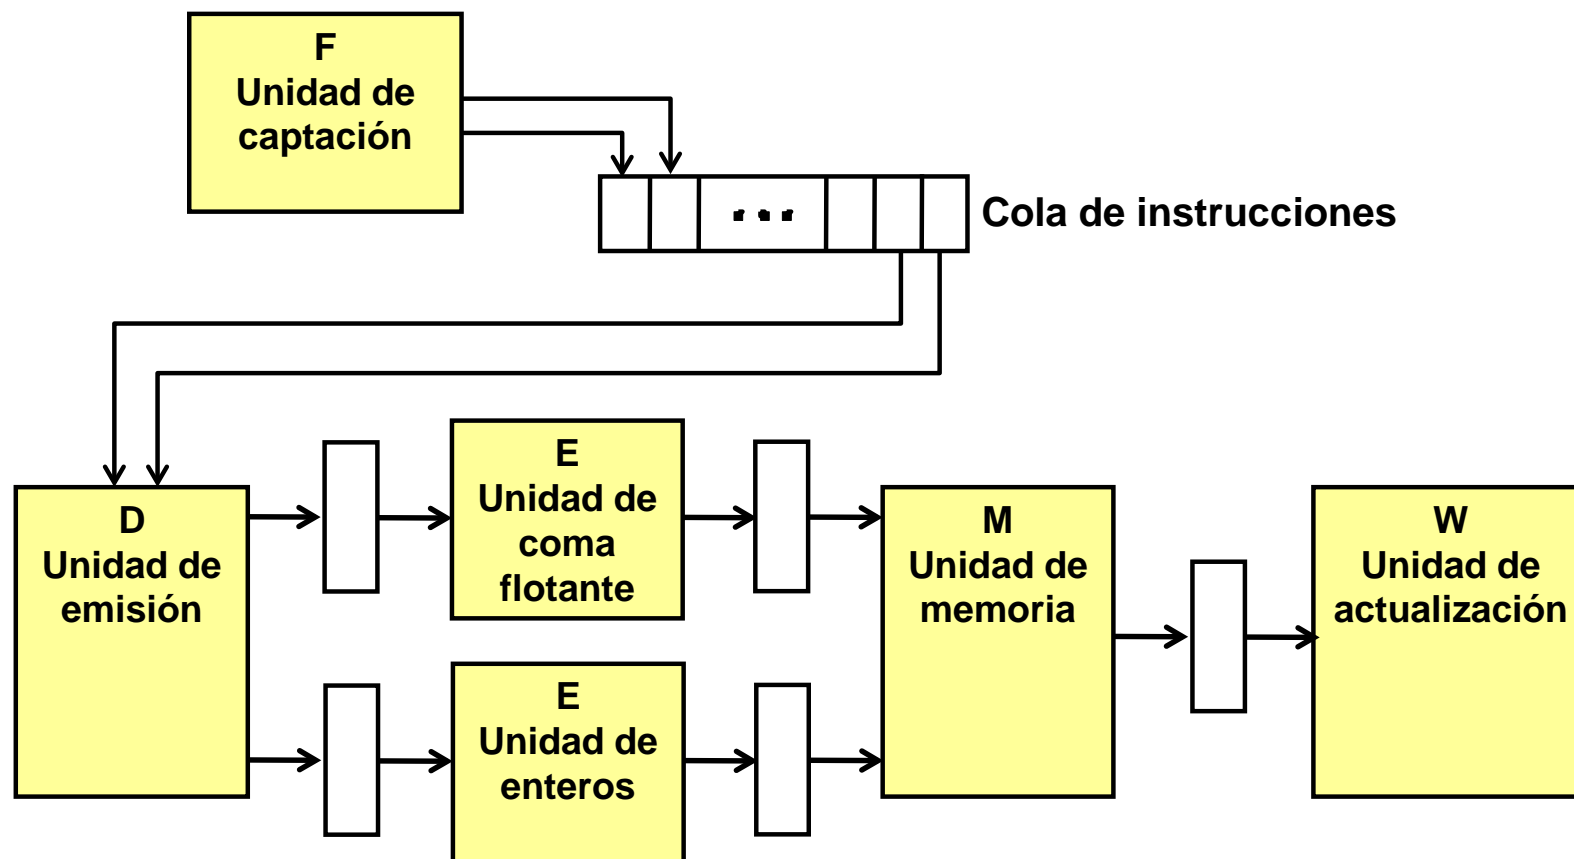 F
Unidad de
captación
Cola de instrucciones
D
Unidad de
emisión
E
Unidad de
coma
flotante
E
Unidad de
enteros
M
Unidad de
memoria
W
Unidad de
actualización